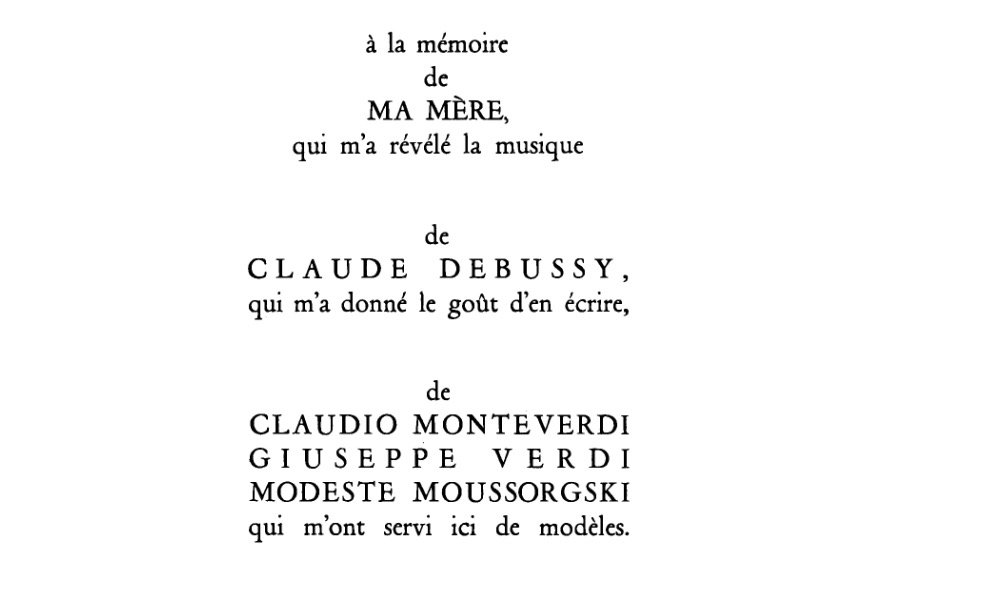 à la mémoire
de
MA MÈRE,
qui m'a révélé la musique
de
CLAUDE DEBUSSY,
qui m'a donné le goût d'en écrire,
de
CLAUDIO MONTEVERDI
GIUSEPPE VERDI
MODESTE MOUSSORGSKI
qui m'ont servi ici de modèles.